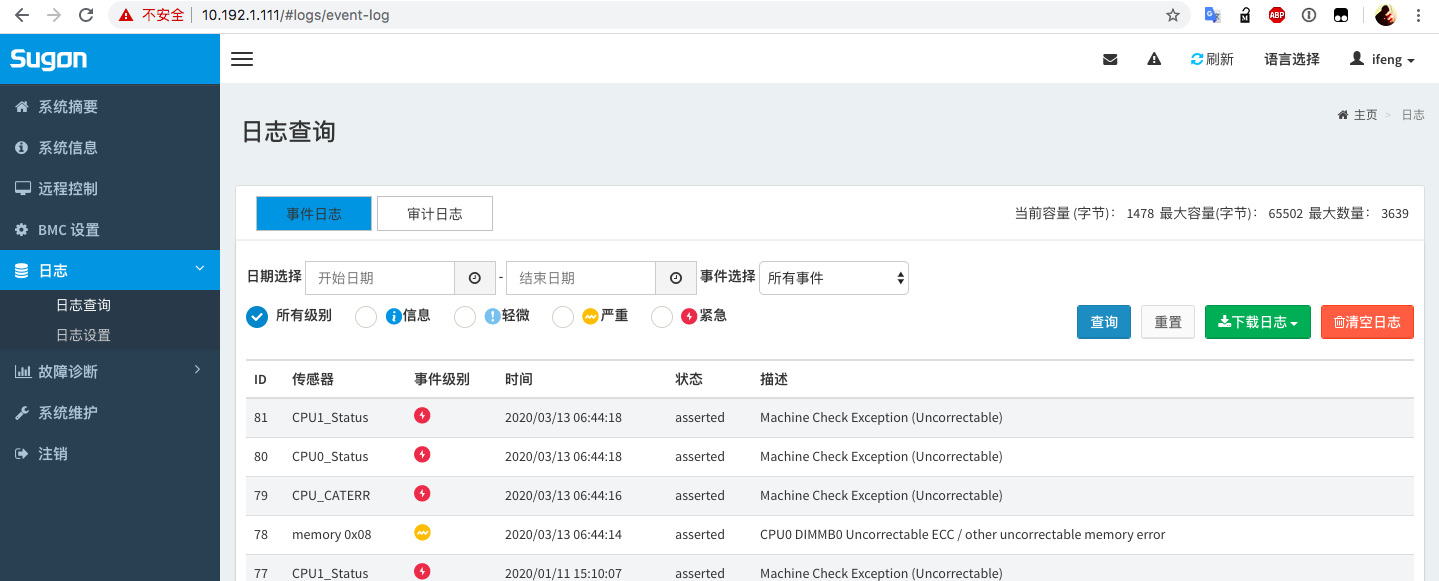 不安全 10.192.1.111/#logs/event-log
ABP
Sugon
刷新 语言选择 ifeng
系统摘要
系统信息
远程控制
BMC 设置
日志
日志查询
日志设置
故障诊断
系统维护
注销
日志查询
主页 > 日志
事件日志 审计日志 当前容量 (字节): 1478 最大容量(字节): 65502 最大数量: 3639
日期选择 开始日期 - 结束日期 事件选择 所有事件
所有级别 信息 轻微 严重 紧急
查询 重置 下载日志 清空日志
ID 传感器 事件级别 时间 状态 描述
81 CPU1_Status 2020/03/13 06:44:18 asserted Machine Check Exception (Uncorrectable)
80 CPU0_Status 2020/03/13 06:44:18 asserted Machine Check Exception (Uncorrectable)
79 CPU_CATERR 2020/03/13 06:44:16 asserted Machine Check Exception (Uncorrectable)
78 memory 0x08 2020/03/13 06:44:14 asserted CPU0 DIMMB0 Uncorrectable ECC / other uncorrectable memory error
77 CPU1_Status 2020/01/11 15:10:07 asserted Machine Check Exception (Uncorrectable)